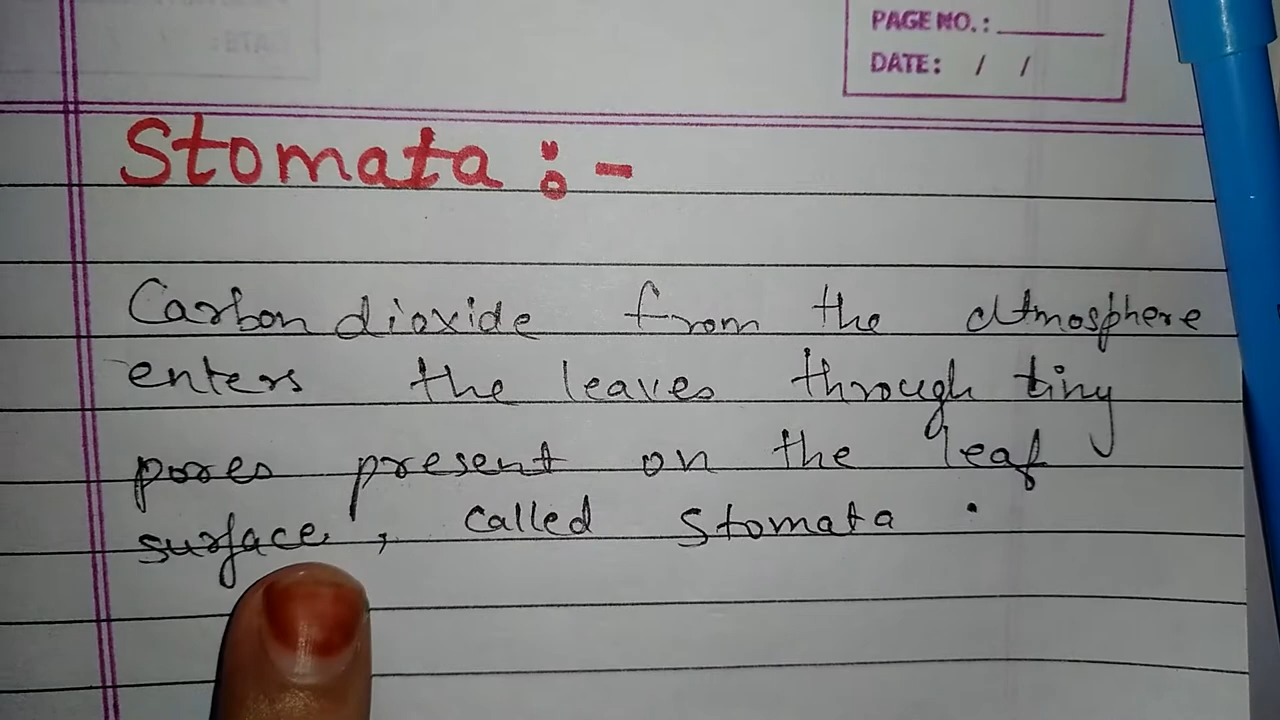 PAGE NO.:
DATE: / /
Stomata :-
Carbon dioxide from the atmosphere
enters the leaves through tiny
pores present on the leaf
surface, called stomata.